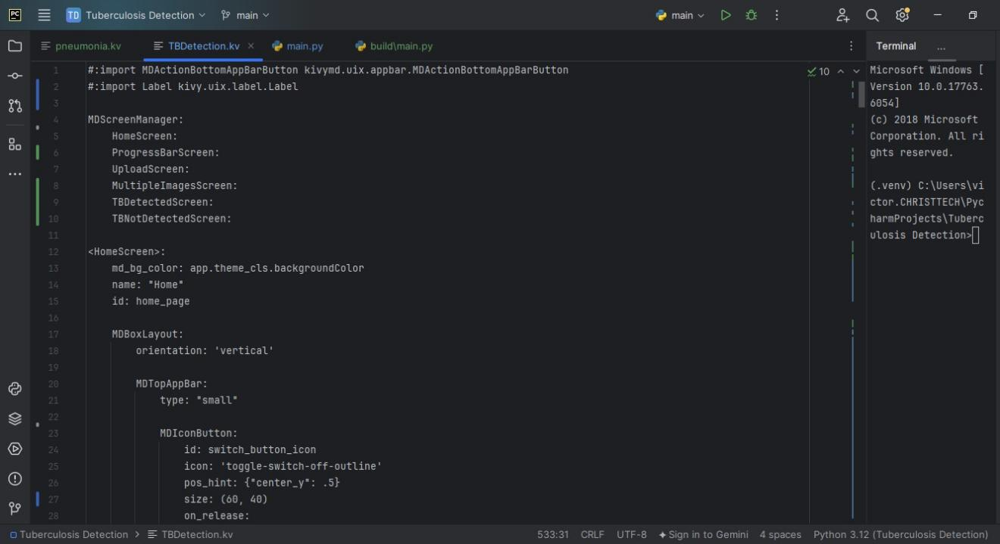 PC TD Tuberculosis Detection main main
pneumonia.kv TBDetection.kv main.py build\main.py
1 #:import MDActionBottomAppBarButton kivymd.uix.appbar.MDActionBottomAppBarButton
2 #:import Label kivy.uix.label.Label
3
4 MDScreenManager:
5 HomeScreen:
6 ProgressBarScreen:
7 UploadScreen:
8 MultipleImagesScreen:
9 TBDetectedScreen:
10 TBNotDetectedScreen:
11
12 <HomeScreen>:
13 md_bg_color: app.theme_cls.backgroundColor
14 name: "Home"
15 id: home_page
16
17 MDBoxLayout:
18 orientation: 'vertical'
19
20 MDTopAppBar:
21 type: "small"
22
23 MDIconButton:
24 id: switch_button_icon
25 icon: 'toggle-switch-off-outline'
26 pos_hint: {"center_y": .5}
27 size: (60, 40)
28 on_release:
10
Terminal ...
Microsoft Windows [
Version 10.0.17763.
6054]
(c) 2018 Microsoft
Corporation. All ri
ghts reserved.
(.venv) C:\Users\vi
ctor.CHRISTTECH\Pyc
harmProjects\Tuberc
ulosis Detection>
Tuberculosis Detection > TBDetection.kv 533:31 CRLF UTF-8 Sign in to Gemini 4 spaces Python 3.12 (Tuberculosis Detection)